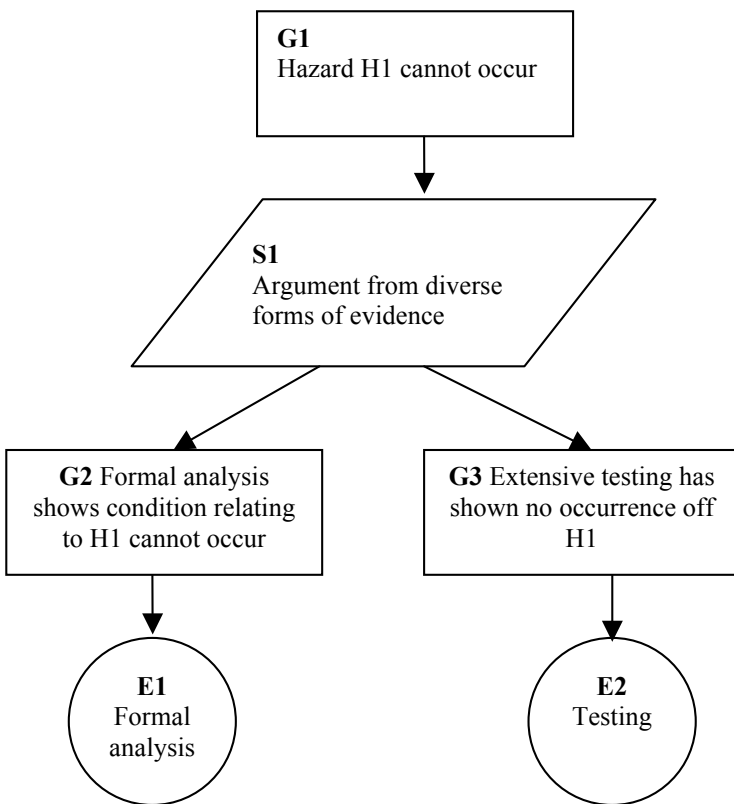 G1
Hazard H1 cannot occur
S1
Argument from diverse
forms of evidence
G2 Formal analysis
shows condition relating
to H1 cannot occur
G3 Extensive testing has
shown no occurrence off
H1
E1
Formal
analysis
E2
Testing